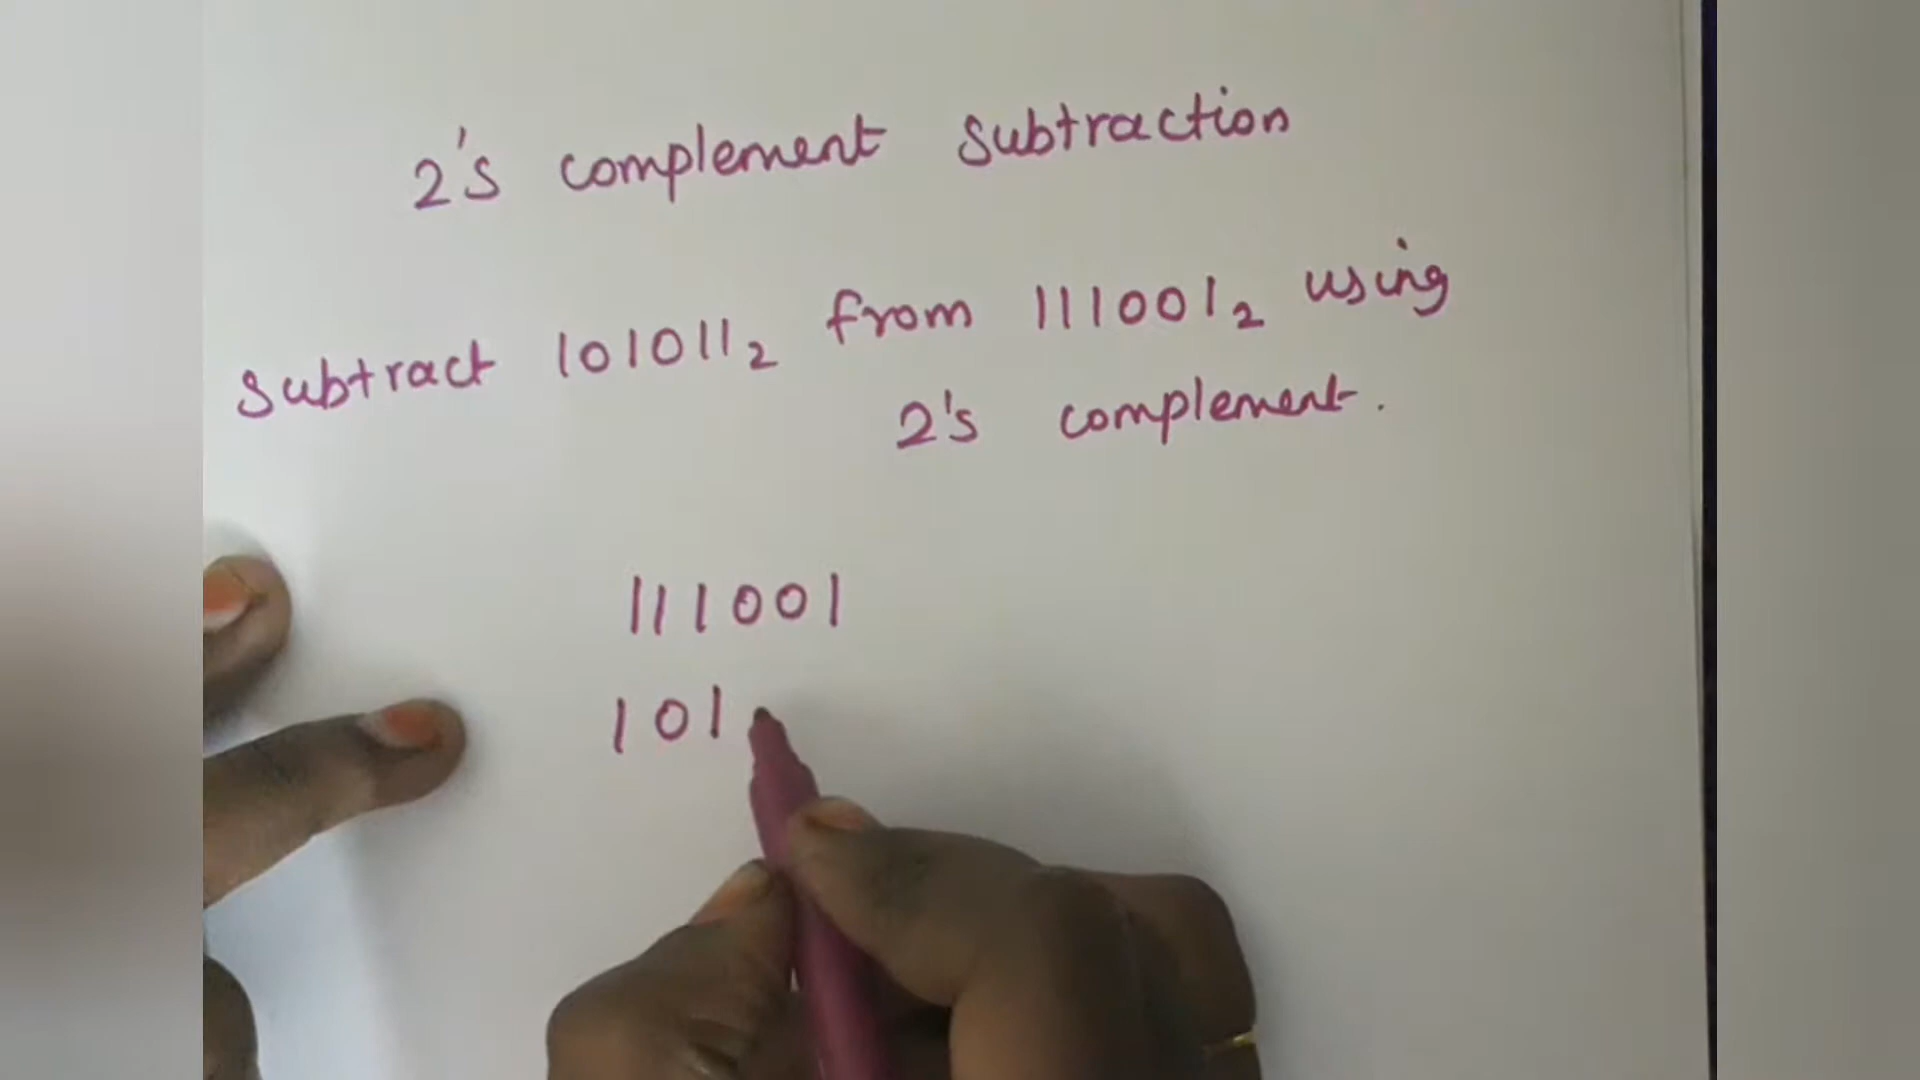 2's complement subtraction
subtract 101011₂ from 111001₂ using
2's complement.
111001
101